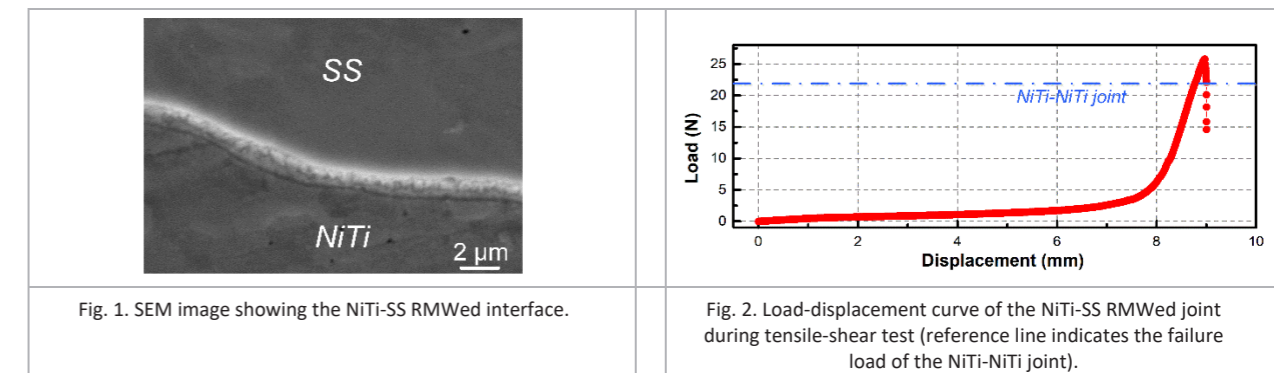 SS
NiTi
2 µm
Fig. 1. SEM image showing the NiTi-SS RMWed interface.
25
20
15
10
5
0
Load (N)
NiTi-NiTi joint
0 2 4 6 8 10
Displacement (mm)
Fig. 2. Load-displacement curve of the NiTi-SS RMWed joint
during tensile-shear test (reference line indicates the failure
load of the NiTi-NiTi joint).